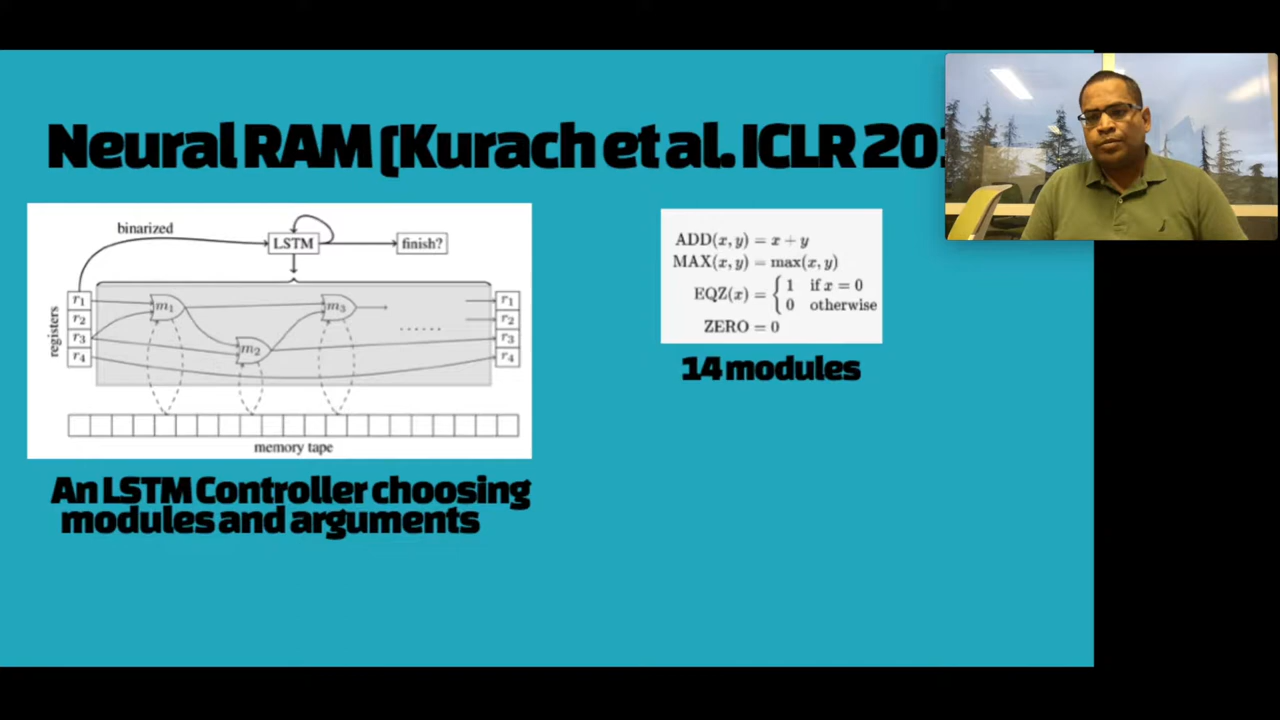 Neural RAM (Kurach et al. ICLR 20
binarized
LSTM
finish?
registers
r1
r2
r3
r4
m1
m2
m3
......
r1
r2
r3
r4
memory tape
An LSTM Controller choosing
modules and arguments
ADD(x, y) = x + y
MAX(x, y) = max(x, y)
EQZ(x) = { 1 if x = 0
0 otherwise
ZERO = 0
14 modules